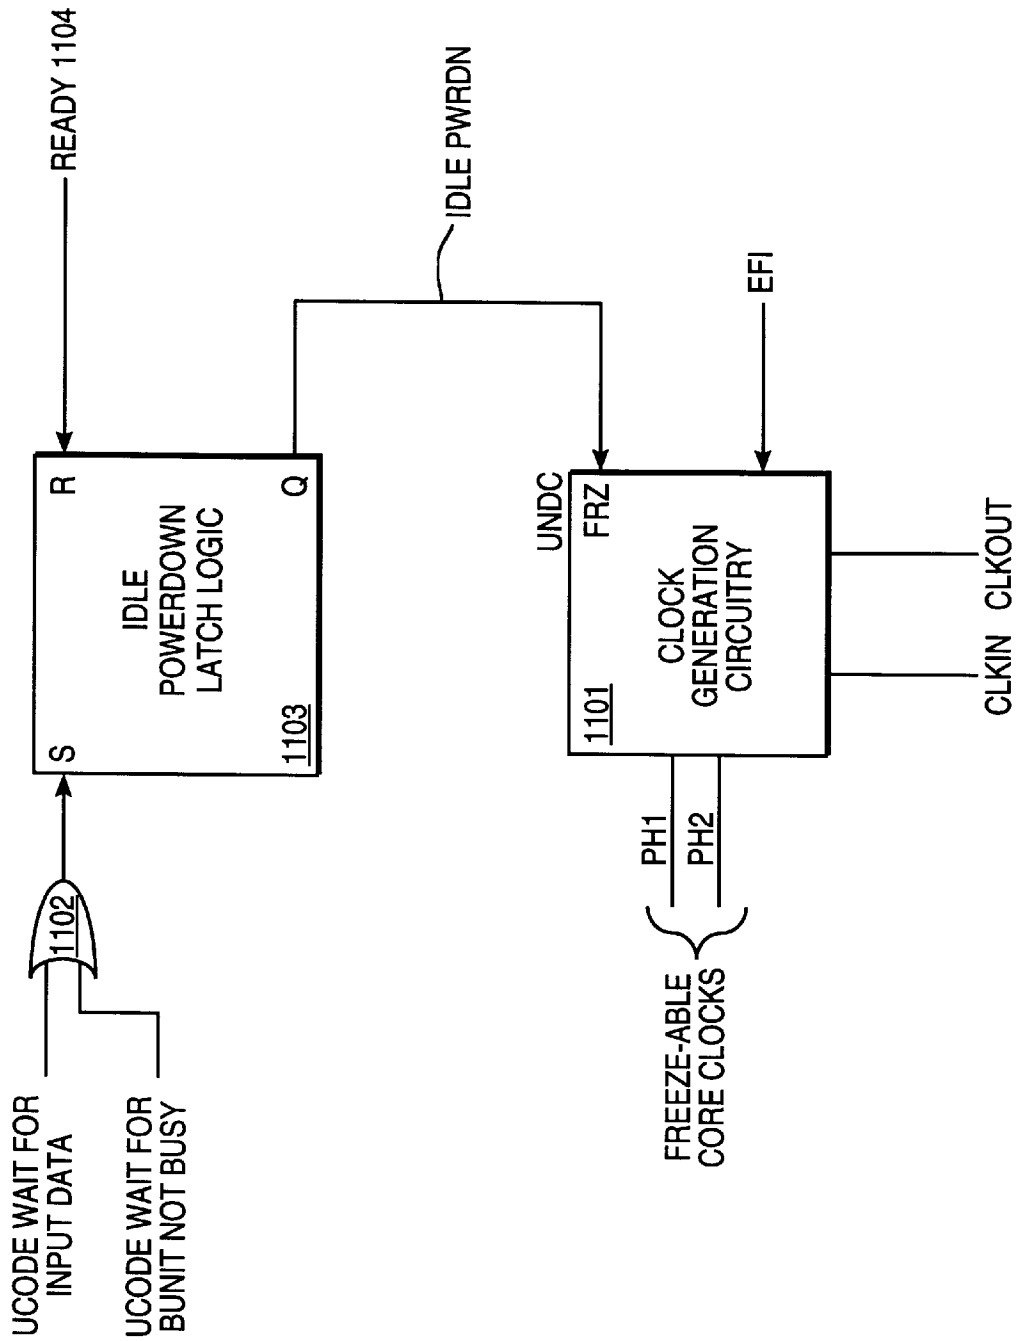 UCODE WAIT FOR
INPUT DATA
UCODE WAIT FOR
BUNIT NOT BUSY
1102
S
R
IDLE
POWERDOWN
LATCH LOGIC
1103
Q
READY 1104
IDLE PWRDN
UNDC
FRZ
1101
CLOCK
GENERATION
CIRCUITRY
EFI
PH1
PH2
FREEZE-ABLE
CORE CLOCKS
CLKIN
CLKOUT